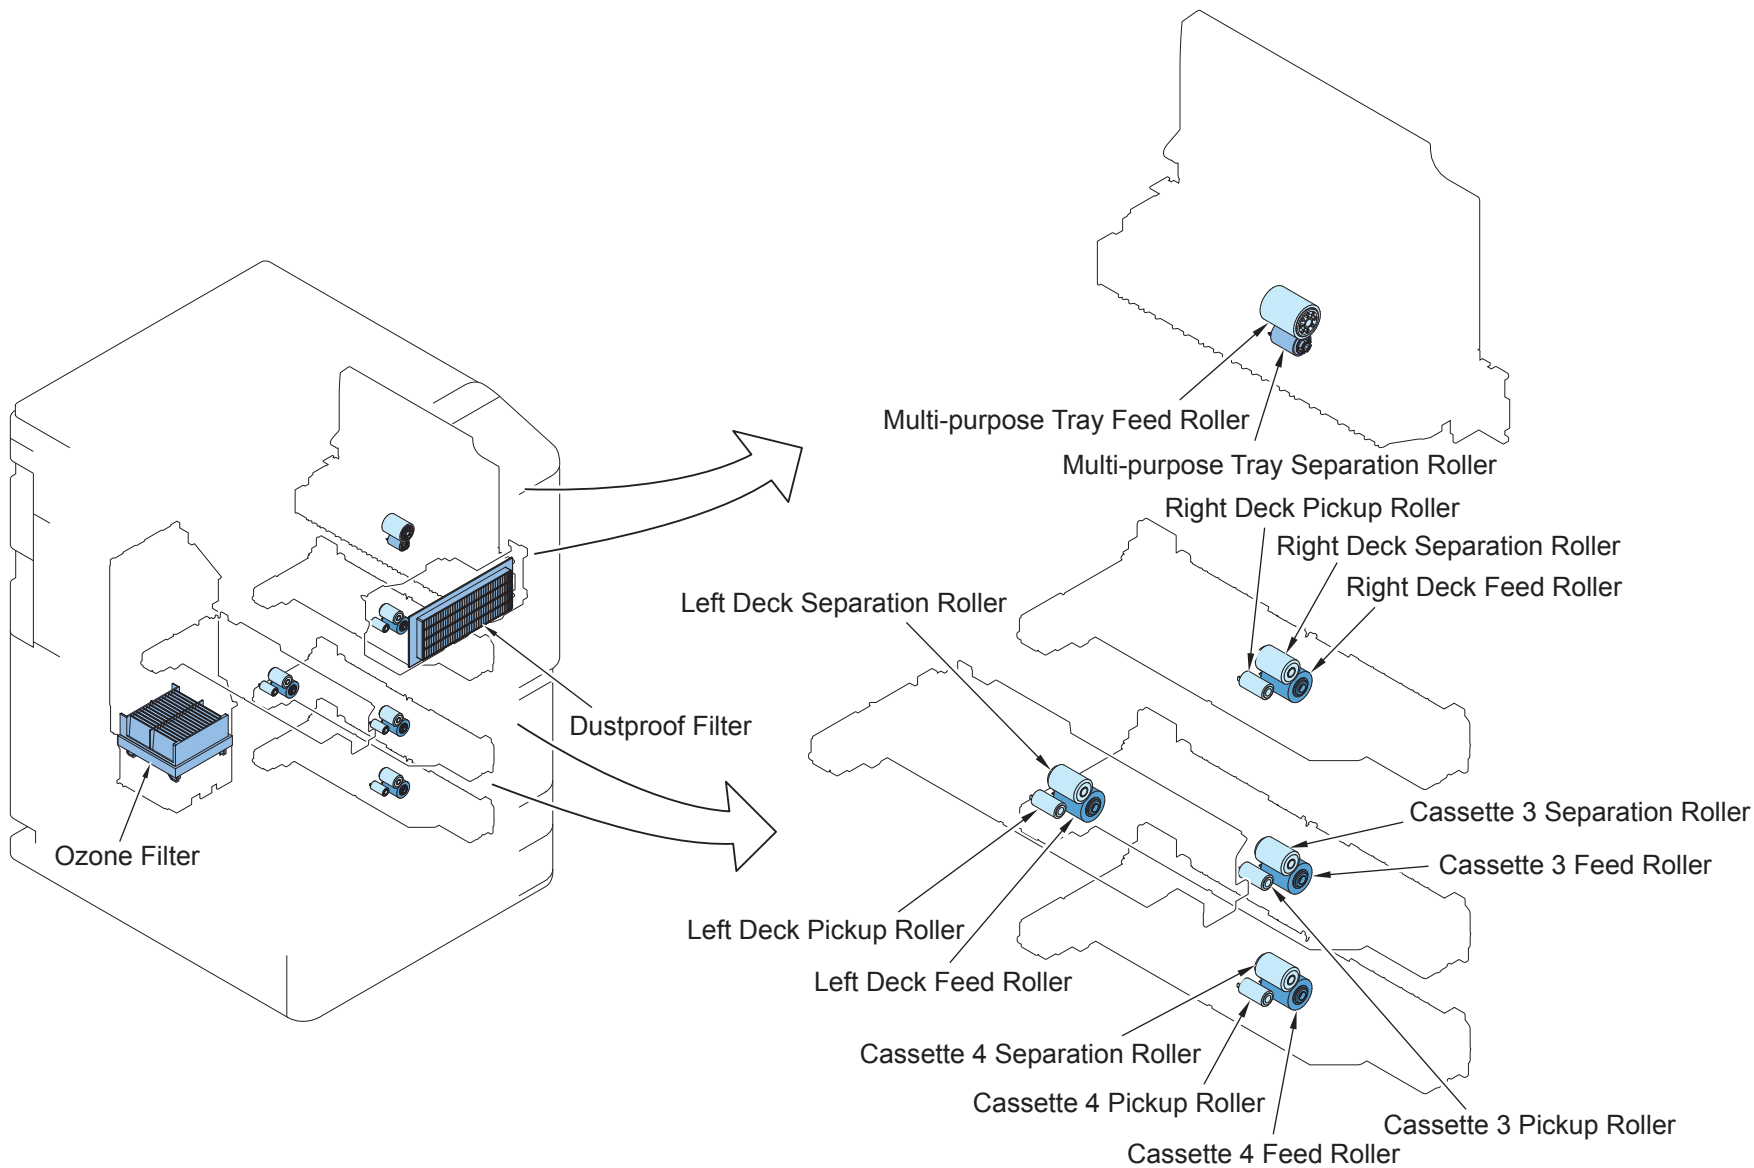 Multi-purpose Tray Feed Roller
Multi-purpose Tray Separation Roller
Right Deck Pickup Roller
Right Deck Separation Roller
Right Deck Feed Roller
Left Deck Separation Roller
Dustproof Filter
Cassette 3 Separation Roller
Ozone Filter
Cassette 3 Feed Roller
Left Deck Pickup Roller
Left Deck Feed Roller
Cassette 4 Separation Roller
Cassette 4 Pickup Roller
Cassette 3 Pickup Roller
Cassette 4 Feed Roller